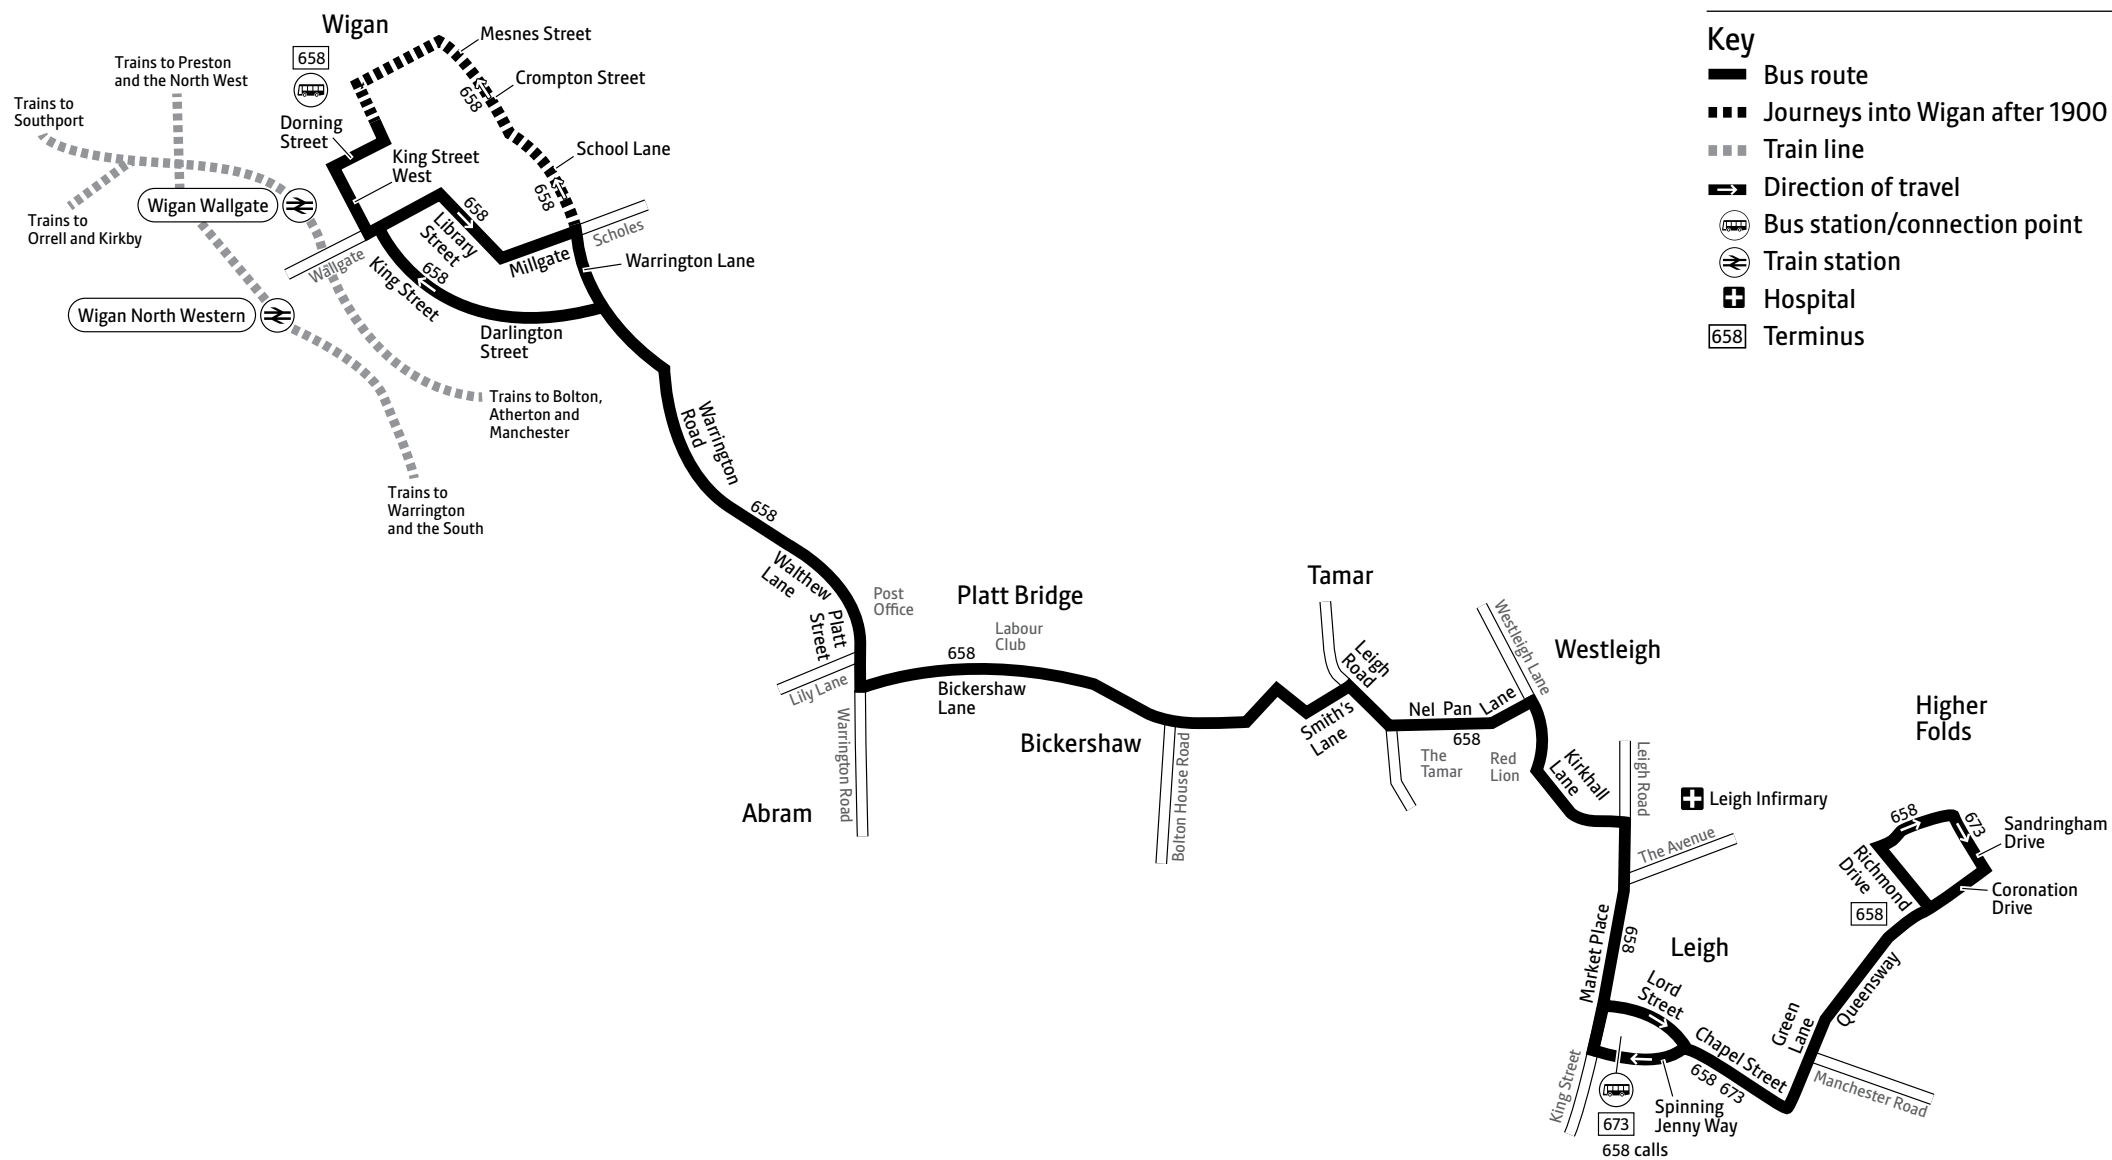 Wigan
658
Mesnes Street
Crompton Street
658
Trains to Preston
and the North West
Trains to
Southport
Dorning
Street
King Street
West
School Lane
658
Wigan Wallgate
Trains to
Orrell and Kirkby
658
Library
Street
Scholes
Millgate
Warrington Lane
Wallgate
King Street
658
Wigan North Western
Darlington
Street
Trains to Bolton,
Atherton and
Manchester
Trains to
Warrington
and the South
Warrington
Road
658
Walthew
Lane
Platt
Street
Post
Office
Platt Bridge
Labour
Club
658
Bickershaw
Lane
Lily Lane
Warrington Road
Abram
Bickershaw
Bolton House Road
Tamar
Leigh
Road
Smith's
Lane
Nel Pan Lane
658
The
Tamar
Red
Lion
Westleigh Lane
Westleigh
Kirkhall
Lane
Leigh Road
Leigh Infirmary
The Avenue
Higher
Folds
658
673
Sandringham
Drive
Richmond
Drive
Coronation
Drive
658
Market Place
658
Leigh
Lord
Street
Queensway
Green
Lane
Chapel Street
658 673
Manchester Road
King Street
Spinning
Jenny Way
673
658 calls
Key
Bus route
Journeys into Wigan after 1900
Train line
Direction of travel
Bus station/connection point
Train station
Hospital
658
Terminus